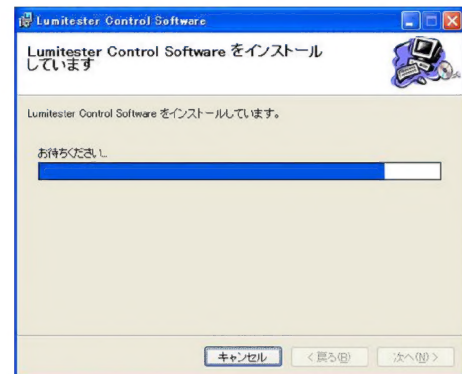 Lumitester Control Software
Lumitester Control Software をインストール
しています
Lumitester Control Software をインストールしています。
お待ちください
キャンセル
< 戻る(B)
次へ(N) >